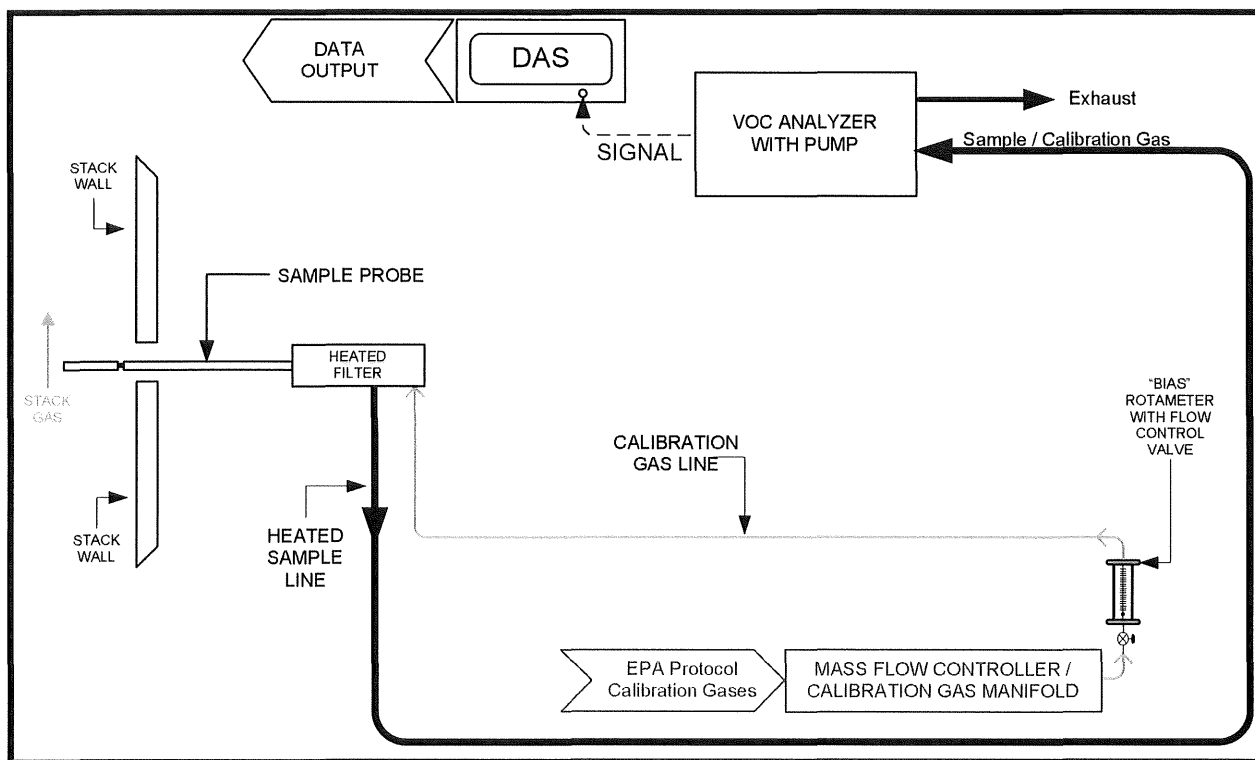 DATA
OUTPUT
DAS
VOC ANALYZER
WITH PUMP
Exhaust
Sample / Calibration Gas
SIGNAL
STACK
WALL
SAMPLE PROBE
HEATED
FILTER
STACK
GAS
"BIAS"
ROTAMETER
WITH FLOW
CONTROL
VALVE
CALIBRATION
GAS LINE
STACK
WALL
HEATED
SAMPLE
LINE
EPA Protocol
Calibration Gases
MASS FLOW CONTROLLER /
CALIBRATION GAS MANIFOLD